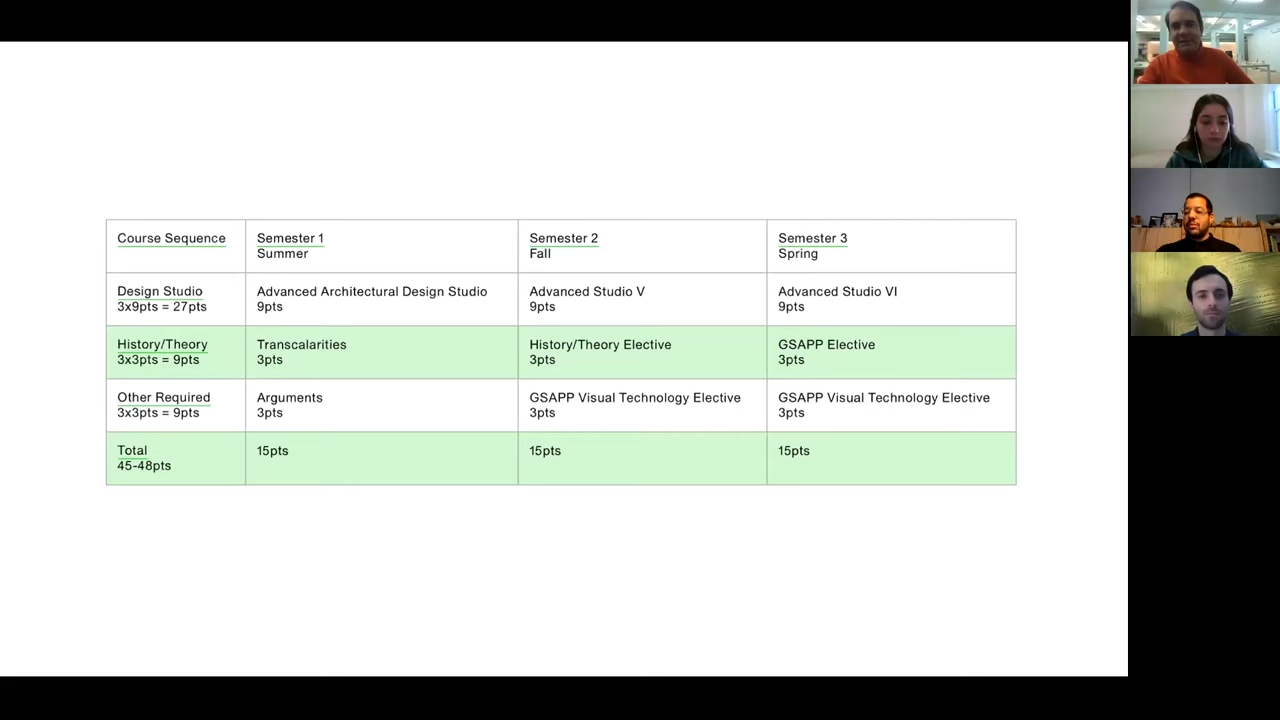 Course Sequence
Semester 1
Summer
Semester 2
Fall
Semester 3
Spring
Design Studio
3x9pts = 27pts
Advanced Architectural Design Studio
9pts
Advanced Studio V
9pts
Advanced Studio VI
9pts
History/Theory
3x3pts = 9pts
Transcalarities
3pts
History/Theory Elective
3pts
GSAPP Elective
3pts
Other Required
3x3pts = 9pts
Arguments
3pts
GSAPP Visual Technology Elective
3pts
GSAPP Visual Technology Elective
3pts
Total
45-48pts
15pts
15pts
15pts